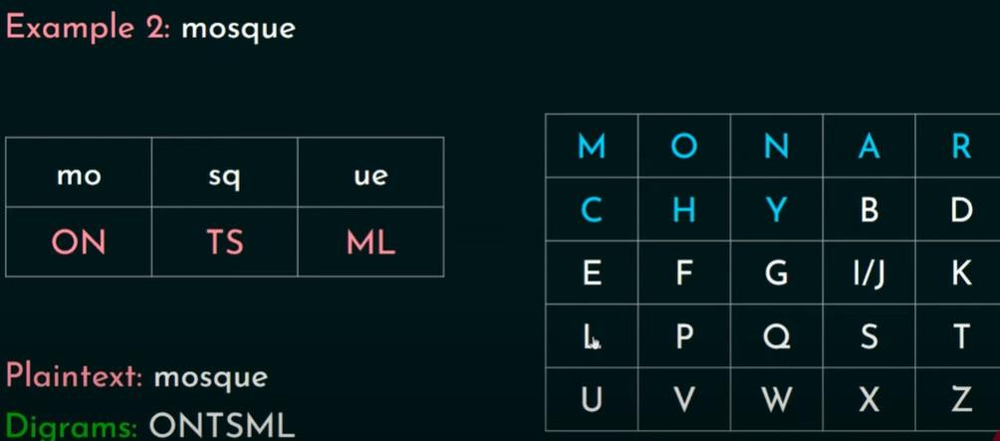 Example 2: mosque
mo sq ue
ON TS ML
M O N A R
C H Y B D
E F G I/J K
L P Q S T
U V W X Z
Plaintext: mosque
Digrams: ONTSML